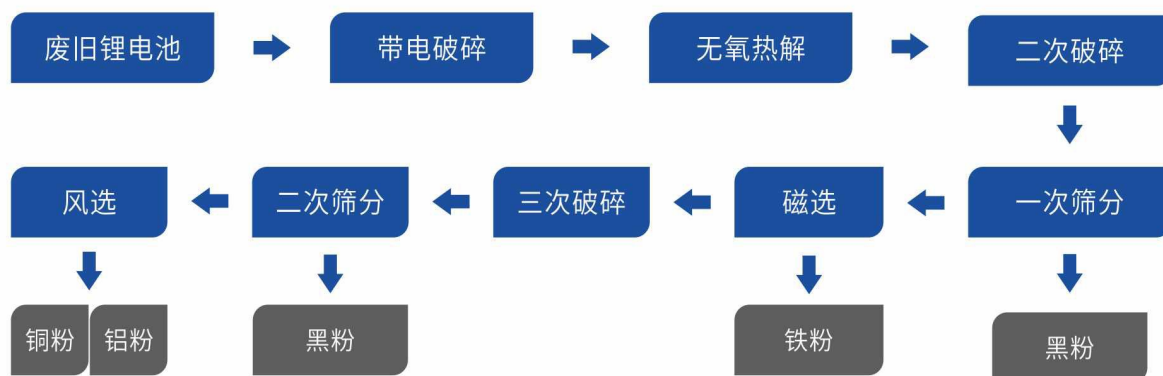 废旧锂电池
带电破碎
无氧热解
二次破碎
风选
二次筛分
三次破碎
磁选
一次筛分
铜粉
铝粉
黑粉
铁粉
黑粉